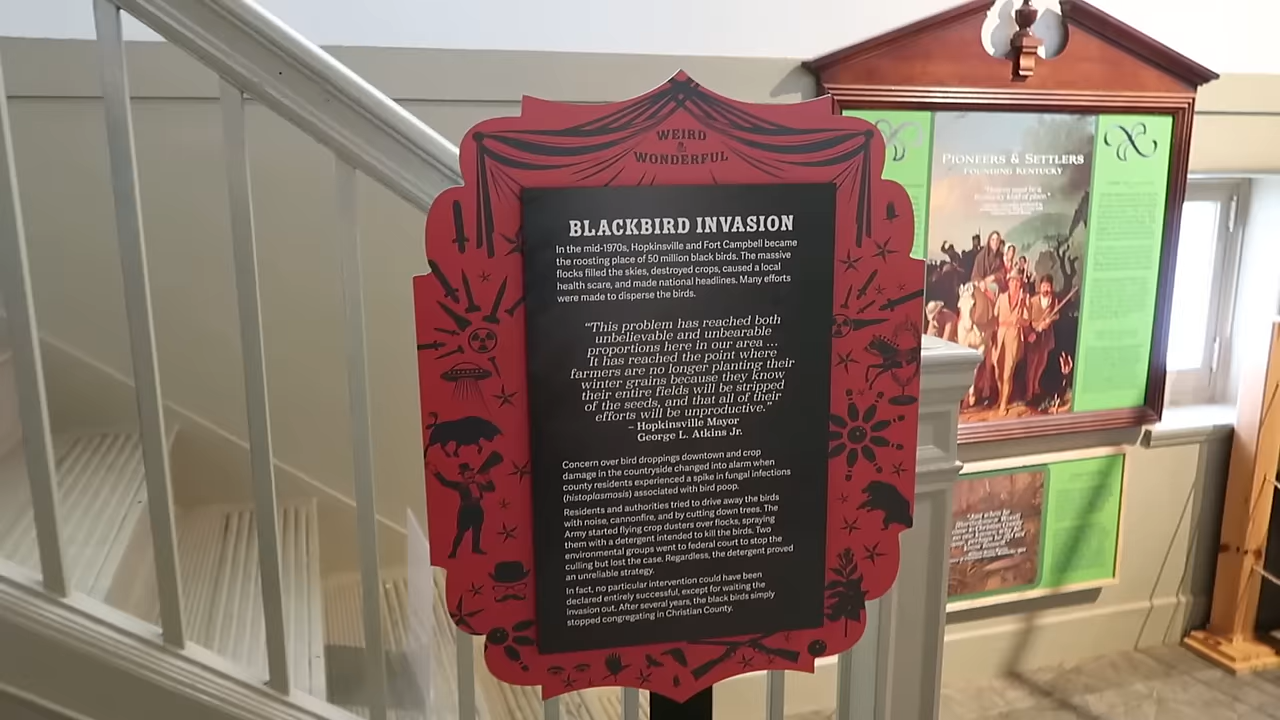 WEIRD
&
WONDERFUL
BLACKBIRD INVASION
In the mid-1970s, Hopkinsville and Fort Campbell became
the roosting place of 50 million black birds. The massive
flocks filled the skies, destroyed crops, caused a local
health scare, and made national headlines. Many efforts
were made to disperse the birds.
“This problem has reached both
unbelievable and unbearable
proportions here in our area ...
It has reached the point where
farmers are no longer planting their
winter grains because they know
their entire fields will be stripped
of the seeds, and that all of their
efforts will be unproductive.”
– Hopkinsville Mayor
George L. Atkins Jr.
Concern over bird droppings downtown and crop
damage in the countryside changed into alarm when
county residents experienced a spike in fungal infections
(histoplasmosis) associated with bird poop.
Residents and authorities tried to drive away the birds
with noise, cannonfire, and by cutting down trees. The
Army started flying crop dusters over flocks, spraying
them with a detergent intended to kill the birds. Two
environmental groups went to federal court to stop the
culling but lost the case. Regardless, the detergent proved
an unreliable strategy.
In fact, no particular intervention could have been
declared entirely successful, except for waiting the
invasion out. After several years, the black birds simply
stopped congregating in Christian County.
PIONEERS & SETTLERS
FOUNDING KENTUCKY
"Heaven must be a
Kentucky kind of place."